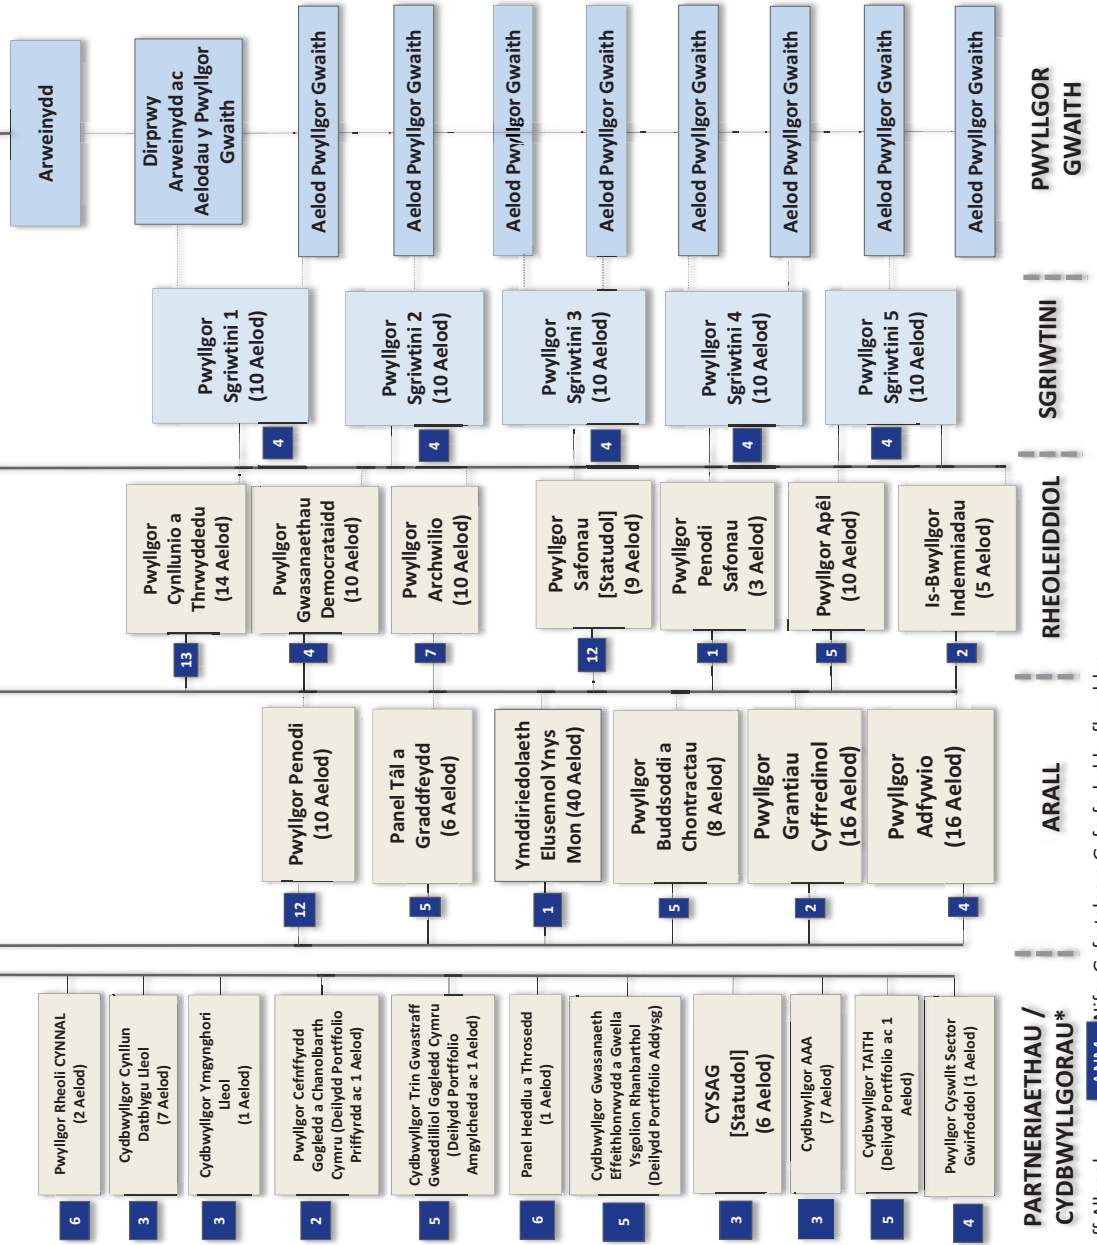 6
Pwyllgor Rheoli CYNNAL
(2 Aelod)
3
Cydbwyllgor Cynllun
Datblygu Lleol
(7 Aelod)
3
Cydbwyllgor Ymgynghori
Lleol
(1 Aelod)
2
Pwyllgor Cefnffyrdd
Gogledd a Chanolbarth
Cymru (Deilydd Portffolio
Priffyrdd ac 1 Aelod)
5
Cydbwyllgor Trin Gwastraff
Gweddilliol Gogledd Cymru
(Deilydd Portffolio
Amgylchedd ac 1 Aelod)
6
Panel Heddlu a Throsedd
(1 Aelod)
5
Cydbwyllgor Gwasanaeth
Effeithlonrwydd a Gwella
Ysgolion Rhanbarthol
(Deilydd Portffolio Addysg)
3
CYSAG
[Statudol]
(6 Aelod)
3
Cydbwyllgor AAA
(7 Aelod)
5
Cydbwyllgor TAITH
(Deilydd Portffolio ac 1
Aelod)
4
Pwyllgor Cyswllt Sector
Gwirfoddol (1 Aelod)
PARTNERIAETHAU /
CYDBWYLLGORAU*
12
Pwyllgor Penodi
(10 Aelod)
5
Panel Tâl a
Graddfeydd
(6 Aelod)
1
Ymddiriedolaeth
Elusennol Ynys
Mon (40 Aelod)
5
Pwyllgor
Buddsoddi a
Chontractau
(8 Aelod)
2
Pwyllgor
Grantiau
Cyffredinol
(16 Aelod)
4
Pwyllgor
Adfywio
(16 Aelod)
ARALL
13
Pwyllgor
Cynllunio a
Thrwyddedu
(14 Aelod)
4
Pwyllgor
Gwasanaethau
Democrataidd
(10 Aelod)
7
Pwyllgor
Archwilio
(10 Aelod)
12
Pwyllgor
Safonau
[Statudol]
(9 Aelod)
1
Pwyllgor
Penodi
Safonau
(3 Aelod)
5
Pwyllgor Apêl
(10 Aelod)
2
Is-Bwyllgor
Indemniadau
(5 Aelod)
RHEOLEIDDIOL
4
Pwyllgor
Sgriwtini 1
(10 Aelod)
4
Pwyllgor
Sgriwtini 2
(10 Aelod)
4
Pwyllgor
Sgriwtini 3
(10 Aelod)
4
Pwyllgor
Sgriwtini 4
(10 Aelod)
4
Pwyllgor
Sgriwtini 5
(10 Aelod)
SGRIWTINI
Arweinydd
Dirprwy
Arweinydd ac
Aelodau y Pwyllgor
Gwaith
Aelod Pwyllgor Gwaith
Aelod Pwyllgor Gwaith
Aelod Pwyllgor Gwaith
Aelod Pwyllgor Gwaith
Aelod Pwyllgor Gwaith
Aelod Pwyllgor Gwaith
Aelod Pwyllgor Gwaith
Aelod Pwyllgor Gwaith
PWYLLGOR
GWAITH